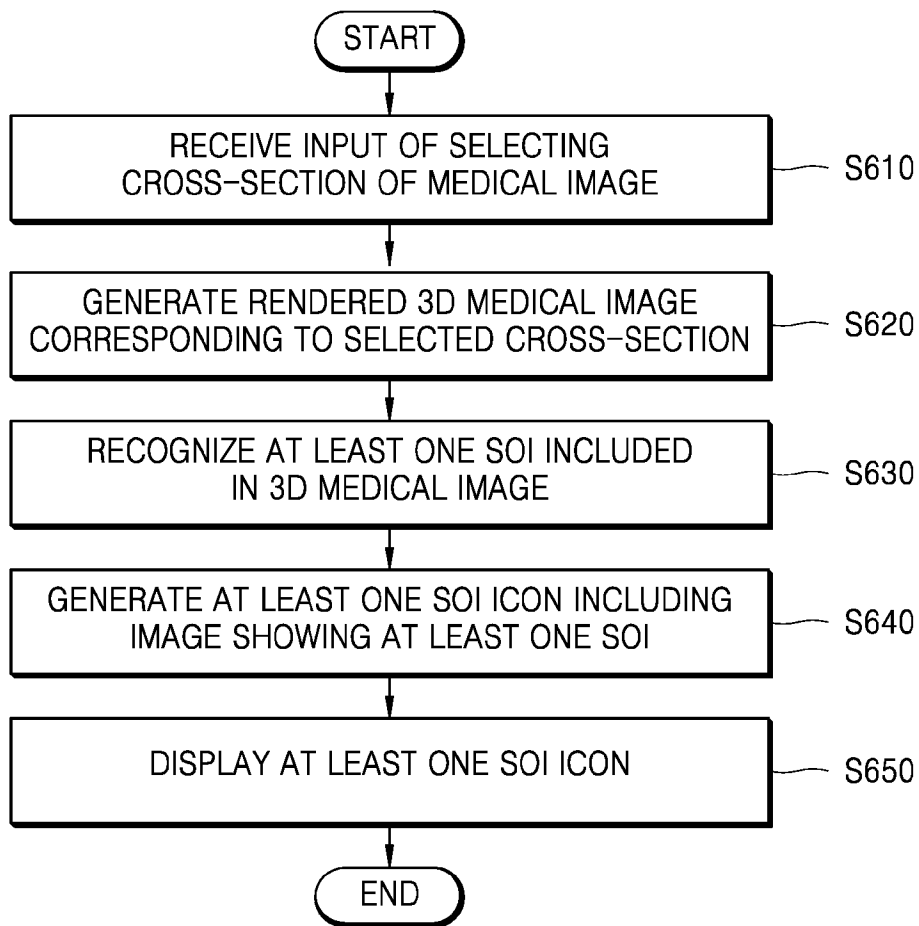 START
RECEIVE INPUT OF SELECTING
CROSS-SECTION OF MEDICAL IMAGE
S610
GENERATE RENDERED 3D MEDICAL IMAGE
CORRESPONDING TO SELECTED CROSS-SECTION
S620
RECOGNIZE AT LEAST ONE SOI INCLUDED
IN 3D MEDICAL IMAGE
S630
GENERATE AT LEAST ONE SOI ICON INCLUDING
IMAGE SHOWING AT LEAST ONE SOI
S640
DISPLAY AT LEAST ONE SOI ICON
S650
END